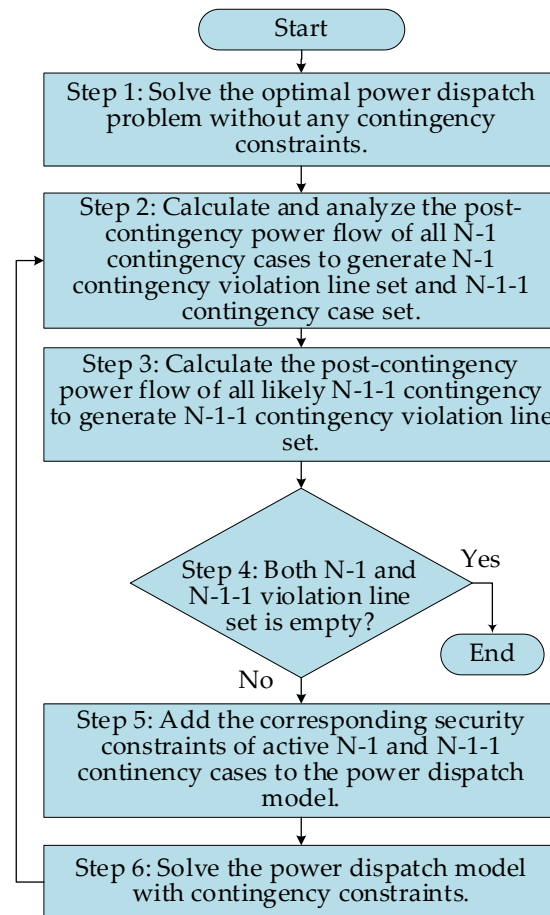 Start
Step 1: Solve the optimal power dispatch
problem without any contingency
constraints.
Step 2: Calculate and analyze the post-
contingency power flow of all N-1
contingency cases to generate N-1
contingency violation line set and N-1-1
contingency case set.
Step 3: Calculate the post-contingency
power flow of all likely N-1-1 contingency
to generate N-1-1 contingency violation line
set.
Step 4: Both N-1 and
N-1-1 violation line
set is empty?
Yes
End
No
Step 5: Add the corresponding security
constraints of active N-1 and N-1-1
continency cases to the power dispatch
model.
Step 6: Solve the power dispatch model
with contingency constraints.